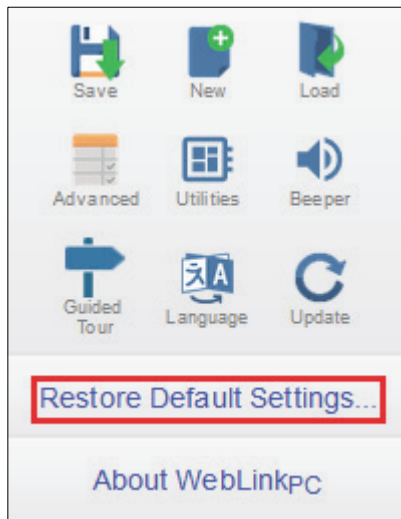 Save New Load
Advanced Utilities Beeper
Guided
Tour Language Update
Restore Default Settings...
About WebLinkPC